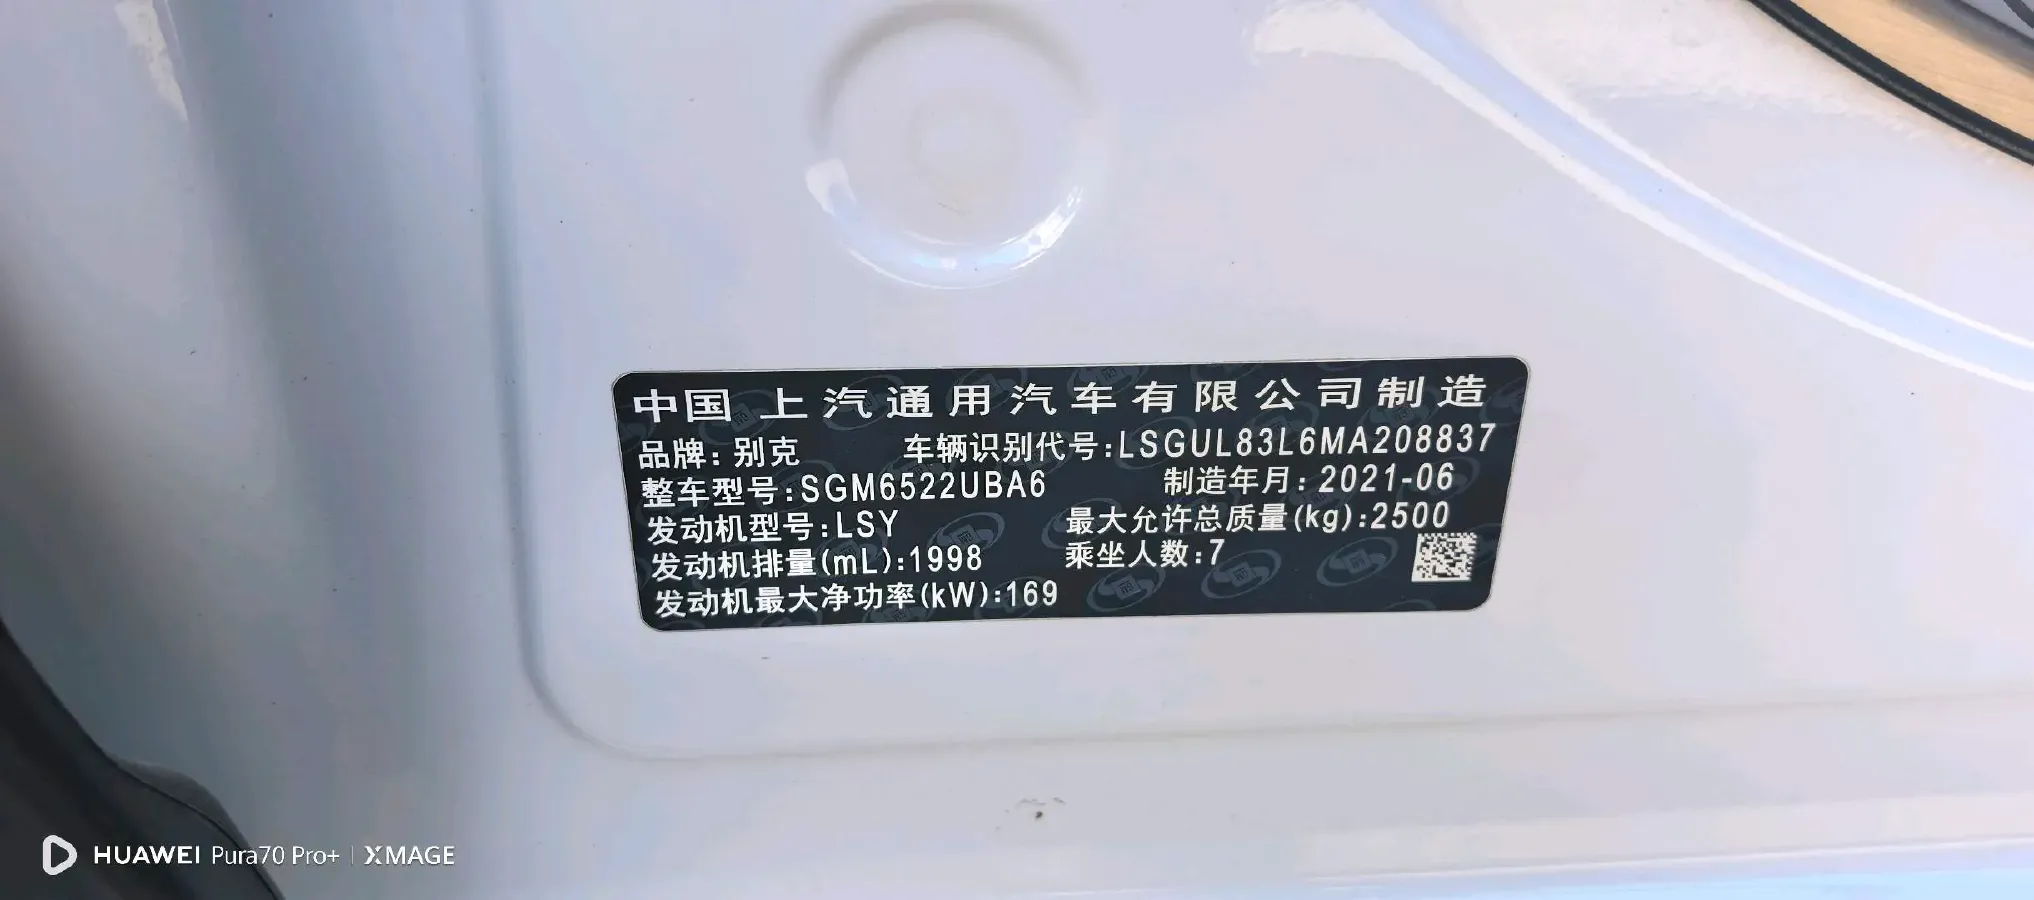 中国 上汽通用汽车有限公司制造
品牌: 别克 车辆识别代号:LSGUL83L6MA208837
整车型号:SGM6522UBA6 制造年月: 2021-06
发动机型号:LSY 最大允许总质量(kg):2500
发动机排量(mL):1998 乘坐人数:7
发动机最大净功率(kW):169
HUAWEI Pura70 Pro+ | XMAGE